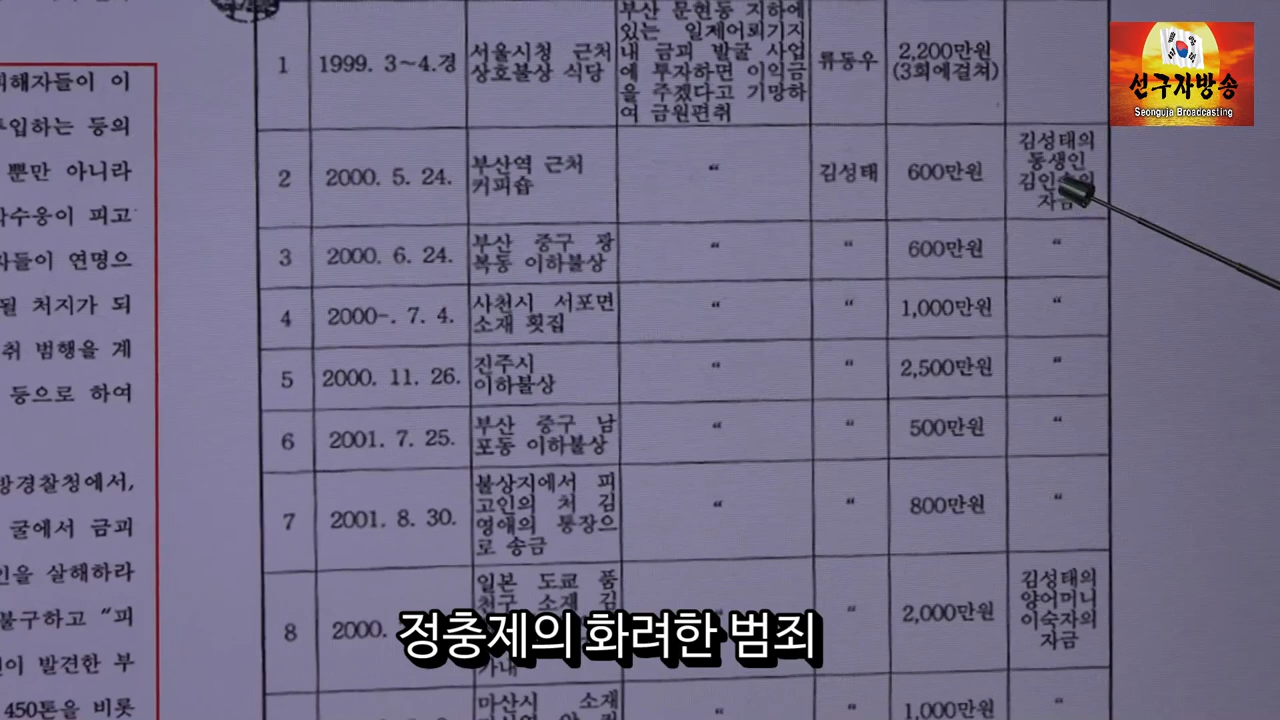 피해자들이 이
투입하는 등의
뿐만 아니라
박수웅이 피고
자들이 연명으
될 처지가 되
취 범행을 계
등으로 하여
방경찰청에서,
굴에서 금괴
인을 살해하라
불구하고 "피
인이 발견한 부
450톤을 비롯
1
1999. 3~4.경
서울시청 근처
상호불상 식당
부산 문현동 지하에
있는 일제어뢰기지
내 금괴 발굴 사업
에 투자하면 이익금
을 주겠다고 기망하
여 금원편취
류동우
2,200만원
(3회에걸쳐)
2
2000. 5. 24.
부산역 근처
커피숍
"
김성태
600만원
김성태의
동생인
자금
3
2000. 6. 24.
부산 중구 광
복동 이하불상
"
"
600만원
"
4
2000-. 7. 4.
사천시 서포면
소재 횟집
"
"
1,000만원
"
5
2000. 11. 26.
진주시
이하불상
"
"
2,500만원
"
6
2001. 7. 25.
부산 중구 남
포동 이하불상
"
"
500만원
"
7
2001. 8. 30.
불상지에서 피
고인의 처 김
영애의 통장으
로 송금
"
"
800만원
"
8
2000.
일본 도쿄 품
천구 소재 김
가내
"
"
2,000만원
김성태의
양어머니
이숙자의
자금
마산시 소재
"
"
1,000만원
"
선구자방송
Seonguja Broadcasting
정충제의 화려한 범죄